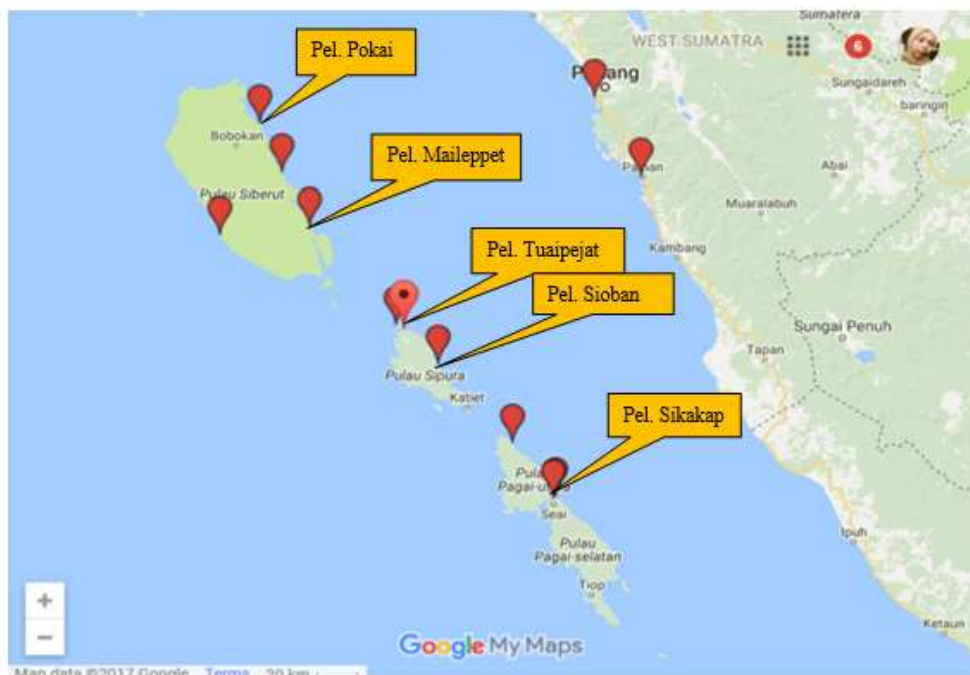 Sumatera
WEST SUMATRA
6
Sungaidareh
baringin
Pel. Pokai
Bobokan
Pel. Maileppet
Pulau Siberut
Abai
Muaralabuh
Kambang
Pel. Tuaipejat
Pel. Sioban
Sungai Penuh
Tapan
Pulau Sipura
Katiet
Pel. Sikakap
Seai
Pulau
Pagai-selatan
Tiop
Ipuh
Ketaun
+
−
Google My Maps
Map data ©2017 Google Terms 20 km